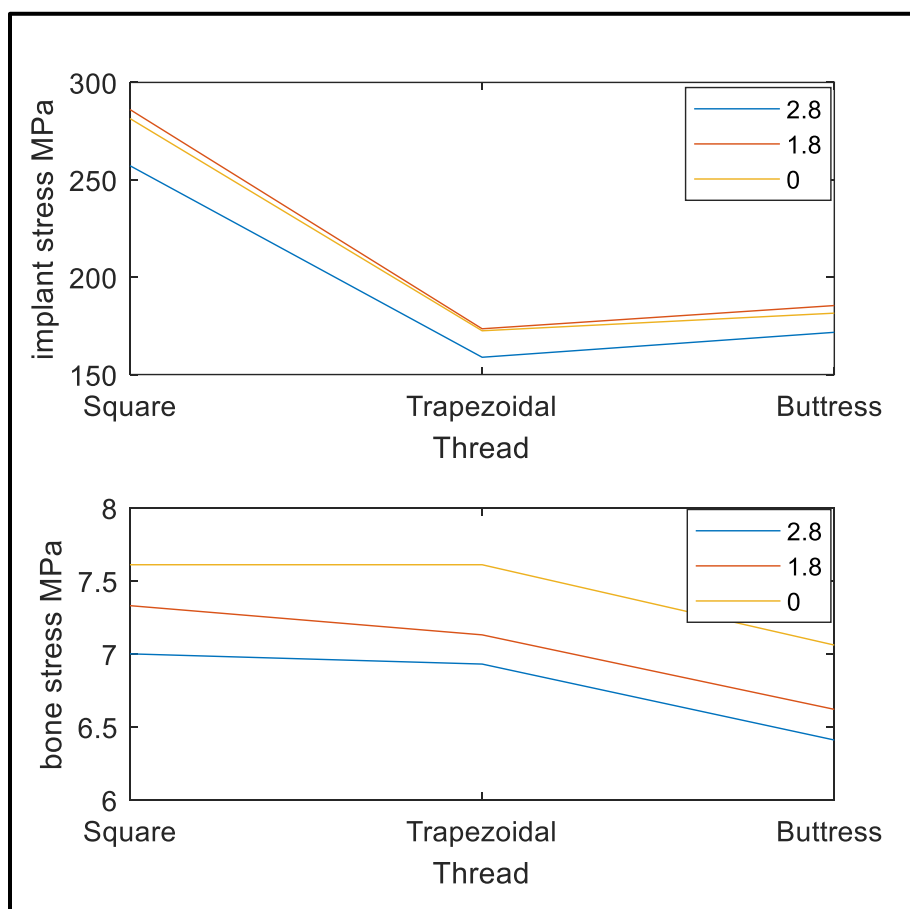 implant stress MPa
300
250
200
150
2.8
1.8
0
Square Trapezoidal Buttress
Thread
bone stress MPa
8
7.5
7
6.5
6
2.8
1.8
0
Square Trapezoidal Buttress
Thread